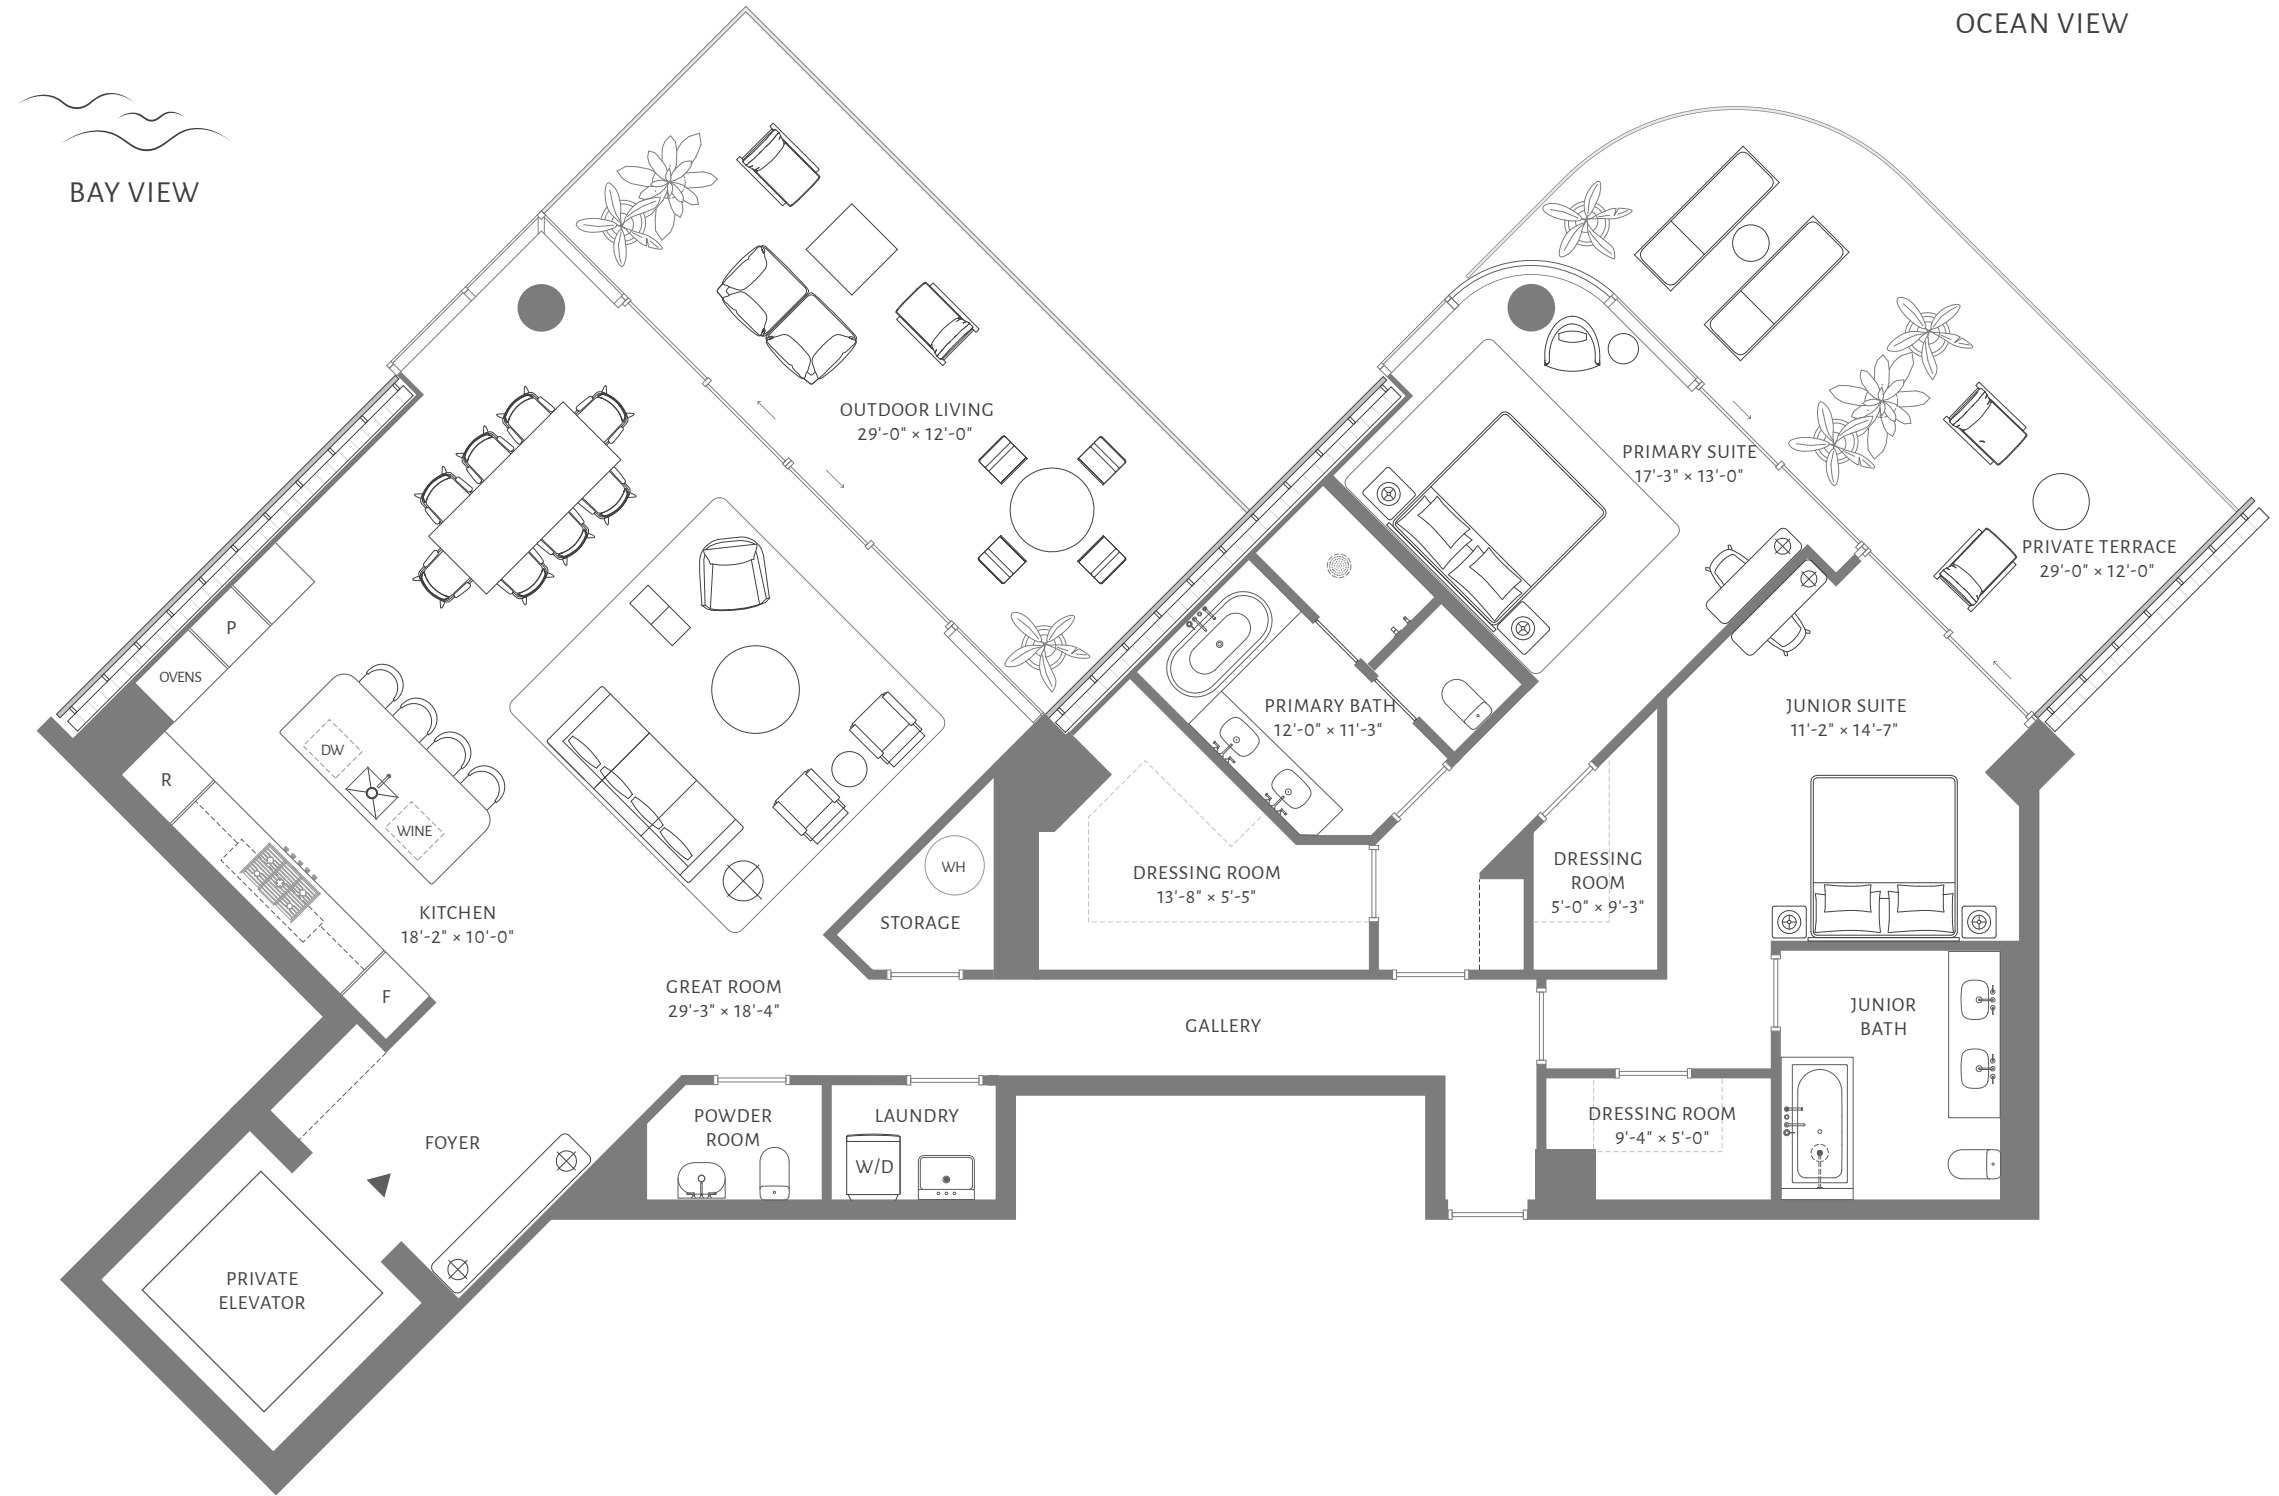 OCEAN VIEW
BAY VIEW
OUTDOOR LIVING
29'-0" × 12'-0"
PRIMARY SUITE
17'-3" × 13'-0"
PRIVATE TERRACE
29'-0" × 12'-0"
P
OVENS
R
DW
WINE
PRIMARY BATH
12'-0" × 11'-3"
JUNIOR SUITE
11'-2" × 14'-7"
WH
STORAGE
DRESSING ROOM
13'-8" × 5'-5"
DRESSING
ROOM
5'-0" × 9'-3"
KITCHEN
18'-2" × 10'-0"
F
GREAT ROOM
29'-3" × 18'-4"
GALLERY
JUNIOR
BATH
FOYER
POWDER
ROOM
LAUNDRY
W/D
DRESSING ROOM
9'-4" × 5'-0"
PRIVATE
ELEVATOR